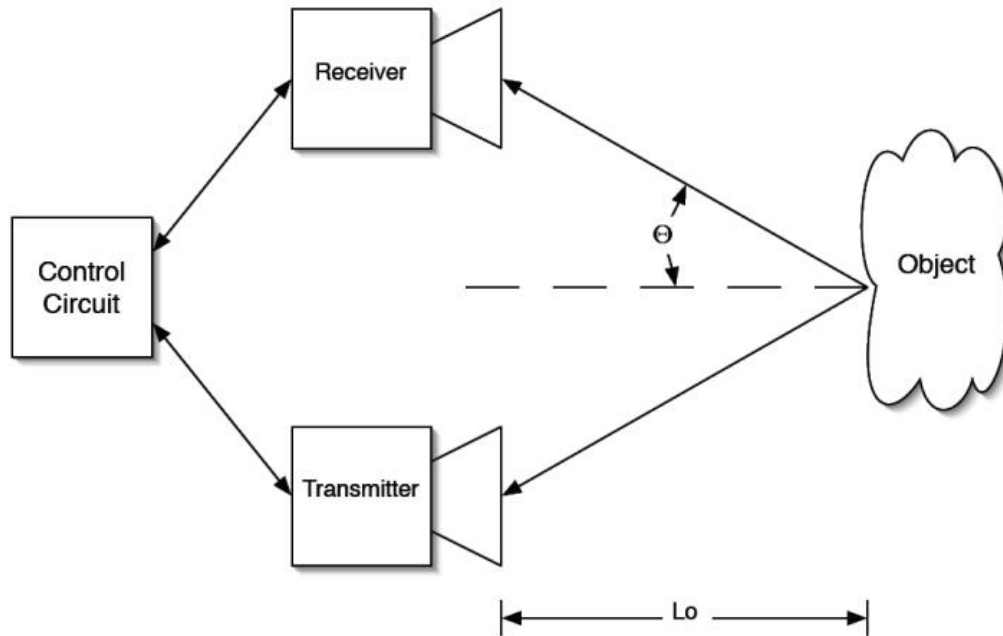 Receiver
Θ
Object
Control
Circuit
Transmitter
Lo